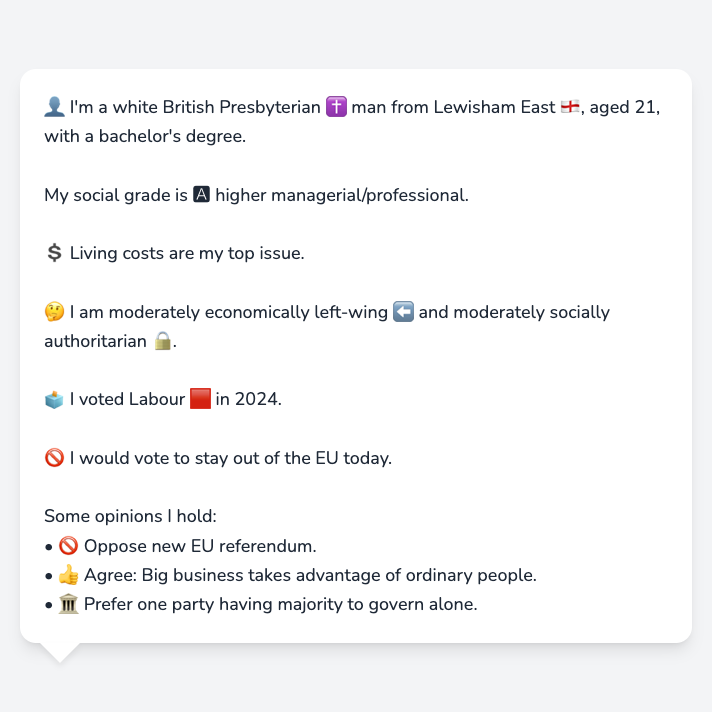 👤 I'm a white British Presbyterian ✝️ man from Lewisham East 🏴󠁧󠁢󠁥󠁮󠁧󠁿, aged 21,
with a bachelor's degree.
My social grade is 🅰 higher managerial/professional.
💲 Living costs are my top issue.
🤔 I am moderately economically left-wing ⬅️ and moderately socially
authoritarian 🔒.
🗳️ I voted Labour 🟥 in 2024.
🚫 I would vote to stay out of the EU today.
Some opinions I hold:
• 🚫 Oppose new EU referendum.
• 👍 Agree: Big business takes advantage of ordinary people.
• 🏛️ Prefer one party having majority to govern alone.